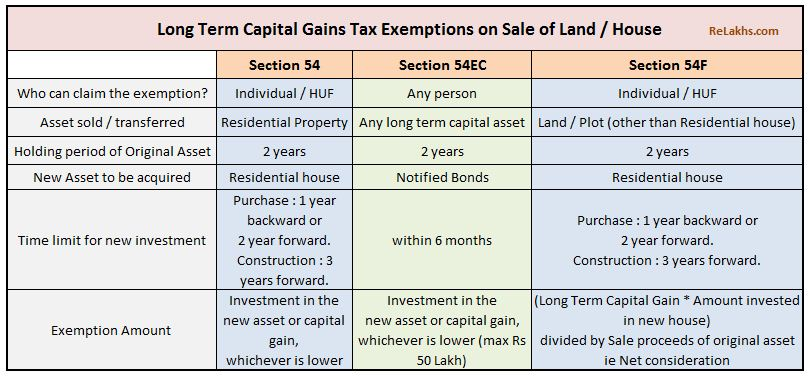 Long Term Capital Gains Tax Exemptions on Sale of Land / House
ReLakhs.com
Section 54
Section 54EC
Section 54F
Who can claim the exemption?
Individual / HUF
Any person
Individual / HUF
Asset sold / transferred
Residential Property
Any long term capital asset
Land / Plot (other than Residential house)
Holding period of Original Asset
2 years
2 years
2 years
New Asset to be acquired
Residential house
Notified Bonds
Residential house
Time limit for new investment
Purchase : 1 year
backward or
2 year forward.
Construction : 3
years forward.
within 6 months
Purchase : 1 year backward or
2 year forward.
Construction : 3 years forward.
Exemption Amount
Investment in the
new asset or capital
gain,
whichever is lower
Investment in the
new asset or capital gain,
whichever is lower (max Rs
50 Lakh)
(Long Term Capital Gain * Amount invested
in new house)
divided by Sale proceeds of original asset
ie Net consideration